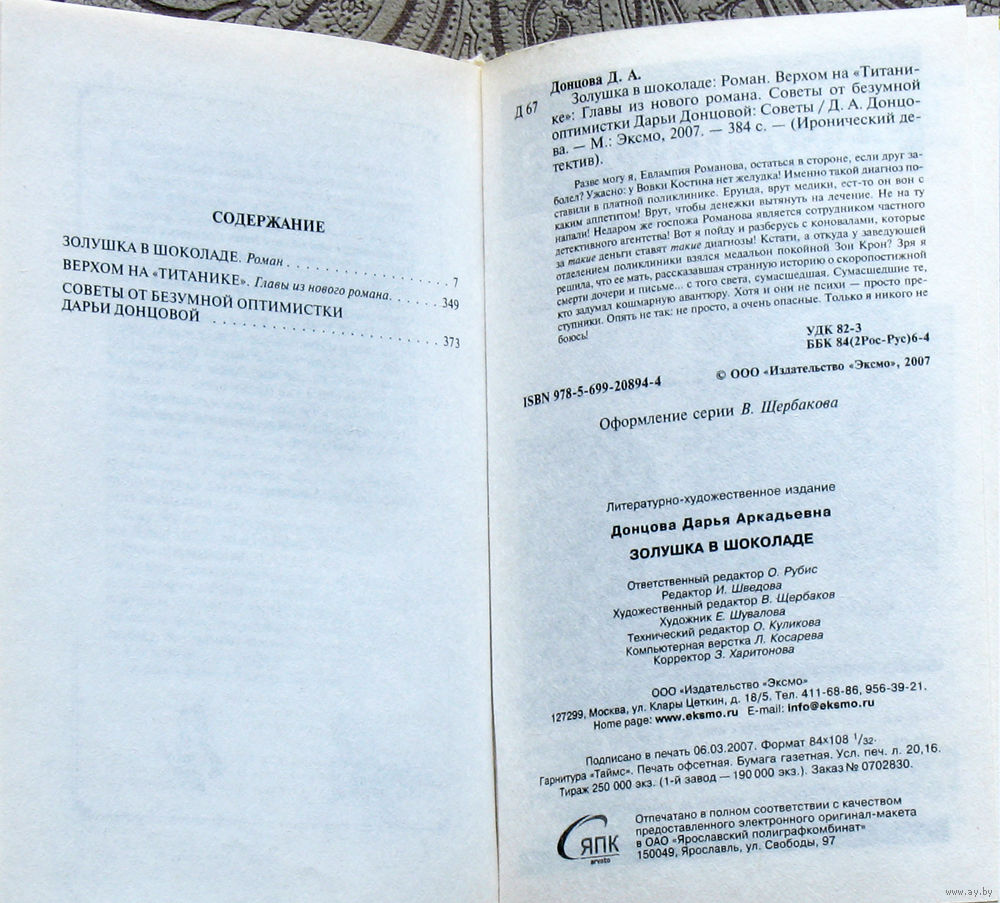 СОДЕРЖАНИЕ
ЗОЛУШКА В ШОКОЛАДЕ. Роман . . . . . . . . . . . . . . . . . . 7
ВЕРХОМ НА «ТИТАНИКЕ». Главы из нового романа. . . . . . . 349
СОВЕТЫ ОТ БЕЗУМНОЙ ОПТИМИСТКИ
ДАРЬИ ДОНЦОВОЙ . . . . . . . . . . . . . . . . . . . . . . . 373
Донцова Д. А.
Д 67
Золушка в шоколаде: Роман. Верхом на «Титани-
ке»: Главы из нового романа. Советы от безумной
оптимистки Дарьи Донцовой: Советы / Д. А. Донцо-
ва. — М.: Эксмо, 2007. — 384 с. — (Иронический де-
тектив).
Разве могу я, Евлампия Романова, остаться в стороне, если друг за-
болел? Ужасно: у Вовки Костина нет желудка! Именно такой диагноз по-
ставили в платной поликлинике. Ерунда, врут медики, ест-то он вон с
каким аппетитом! Врут, чтобы денежки вытянуть на лечение. Не на ту
напали! Недаром же госпожа Романова является сотрудником частного
детективного агентства! Вот я пойду и разберусь с коновалами, которые
за такие деньги ставят такие диагнозы! Кстати, а откуда у заведующей
отделением поликлиники взялся медальон покойной Зои Крон? Зря я
решила, что ее мать, рассказавшая странную историю о скоропостижной
смерти дочери и письме... с того света, сумасшедшая. Сумасшедшие те,
кто задумал кошмарную авантюру. Хотя и они не психи — просто пре-
ступники. Опять не так: не просто, а очень опасные. Только я никого не
боюсь!
УДК 82-3
ББК 84(2Рос-Рус)6-4
ISBN 978-5-699-20894-4
© ООО «Издательство «Эксмо», 2007
Оформление серии В. Щербакова
Литературно-художественное издание
Донцова Дарья Аркадьевна
ЗОЛУШКА В ШОКОЛАДЕ
Ответственный редактор О. Рубис
Редактор И. Шведова
Художественный редактор В. Щербаков
Художник Е. Шувалова
Технический редактор О. Куликова
Компьютерная верстка Л. Косарева
Корректор З. Харитонова
ООО «Издательство «Эксмо»
127299, Москва, ул. Клары Цеткин, д. 18/5. Тел. 411-68-86, 956-39-21.
Home page: www.eksmo.ru E-mail: info@eksmo.ru
Подписано в печать 06.03.2007. Формат 84×108 1/32.
Гарнитура «Таймс». Печать офсетная. Бумага газетная. Усл. печ. л. 20,16.
Тираж 250 000 экз. (1-й завод — 190 000 экз.). Заказ № 0702830.
Отпечатано в полном соответствии с качеством
предоставленного электронного оригинал-макета
в ОАО «Ярославский полиграфкомбинат»
150049, Ярославль, ул. Свободы, 97
ЯПК
arvato
www.ay.by